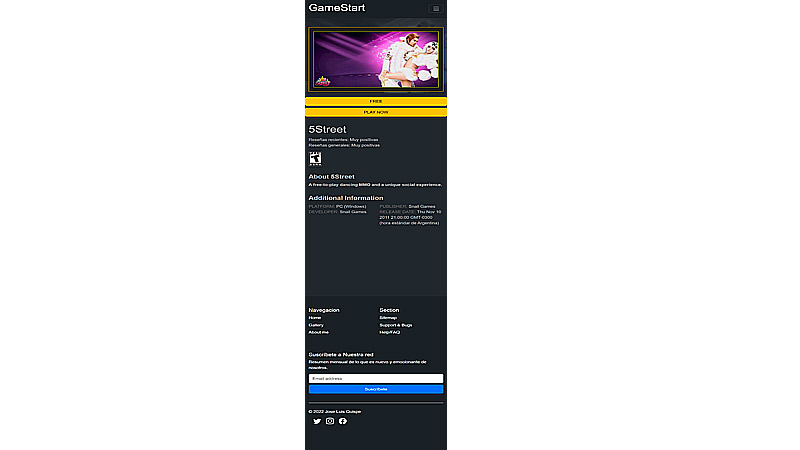 GameStart
FREE
PLAY NOW
5Street
Reseñas recientes: Muy positivas
Reseñas generales: Muy positivas
About 5Street
A free-to-play dancing MMO and a unique social experience.
Additional Information
PLATFORM: PC (Windows)
DEVELOPER: Snail Games
PUBLISHER: Snail Games
RELEASE DATE: Thu Nov 10
2011 21:00:00 GMT-0300
(hora estándar de Argentina)
Navegacion
Home
Gallery
About me
Section
Sitemap
Support & Bugs
Help/FAQ
Suscribete a Nuestra red
Resumen mensual de lo que es nuevo y emocionante de
nosotros.
Email address
Suscribete
© 2022 Jose Luis Quispe